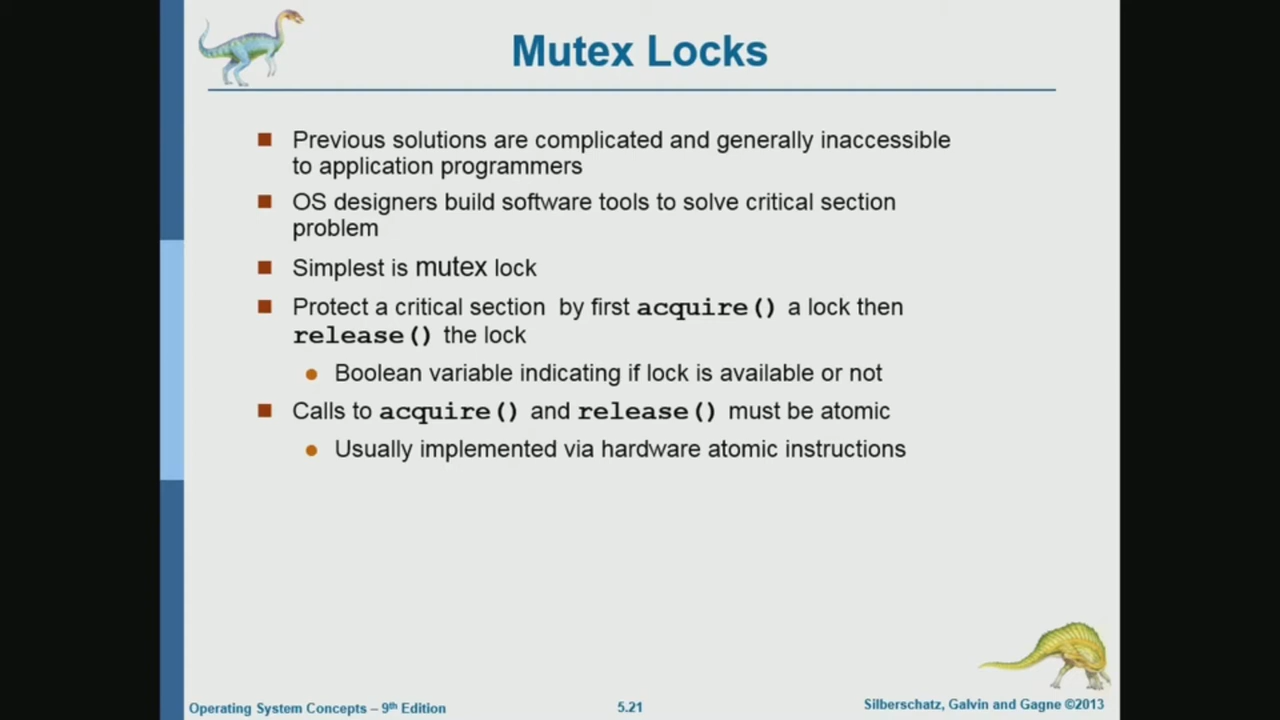 Mutex Locks
Previous solutions are complicated and generally inaccessible
to application programmers
OS designers build software tools to solve critical section
problem
Simplest is mutex lock
Protect a critical section by first acquire() a lock then
release() the lock
Boolean variable indicating if lock is available or not
Calls to acquire() and release() must be atomic
Usually implemented via hardware atomic instructions
Operating System Concepts – 9th Edition
5.21
Silberschatz, Galvin and Gagne ©2013